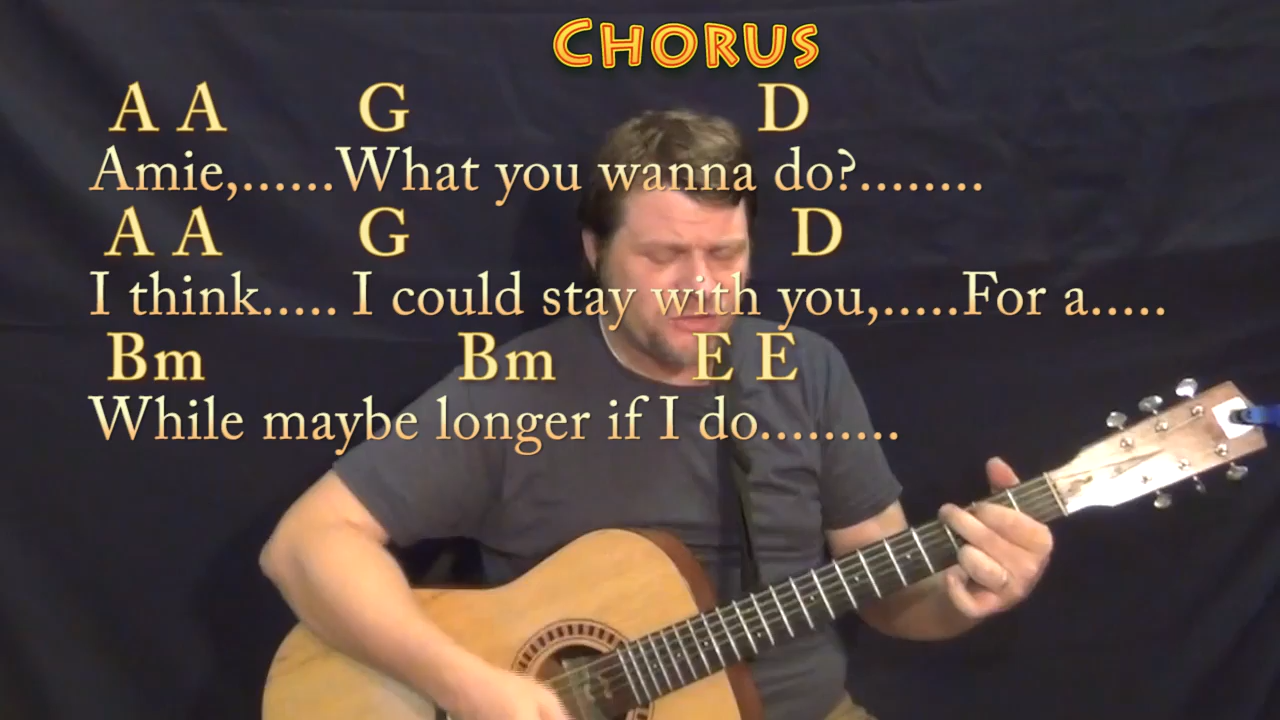 CHORUS
A A G D
Amie,......What you wanna do?........
A A G D
I think..... I could stay with you,.....For a.....
Bm Bm E E
While maybe longer if I do.........